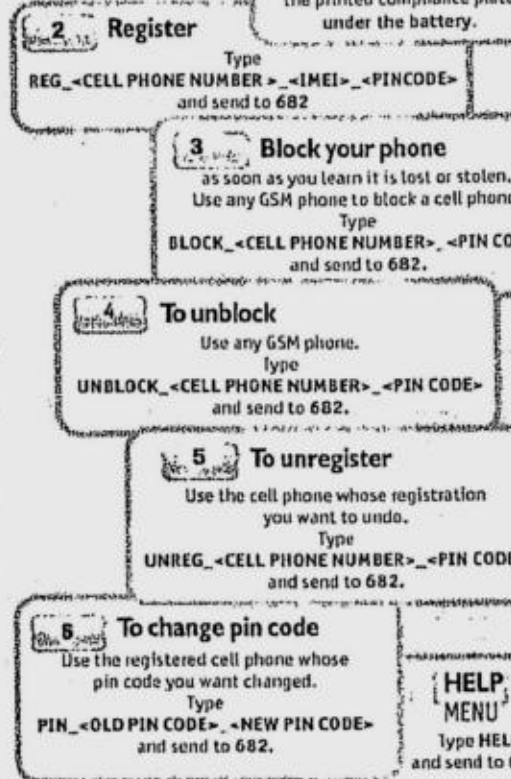 the printed compliance plate
under the battery.
2 Register
Type
REG_<CELL PHONE NUMBER >_<IMEI>_<PINCODE>
and send to 682
3 Block your phone
as soon as you learn it is lost or stolen.
Use any GSM phone to block a cell phone
Type
BLOCK_<CELL PHONE NUMBER>_<PIN CO
and send to 682.
4 To unblock
Use any GSM phone.
Type
UNBLOCK_<CELL PHONE NUMBER>_<PIN CODE>
and send to 682.
5 To unregister
Use the cell phone whose registration
you want to undo.
Type
UNREG_<CELL PHONE NUMBER>_<PIN CODE
and send to 682.
6 To change pin code
Use the registered cell phone whose
pin code you want changed.
Type
PIN_<OLD PIN CODE>_<NEW PIN CODE>
and send to 682.
HELP
MENU
Type HEL
and send to